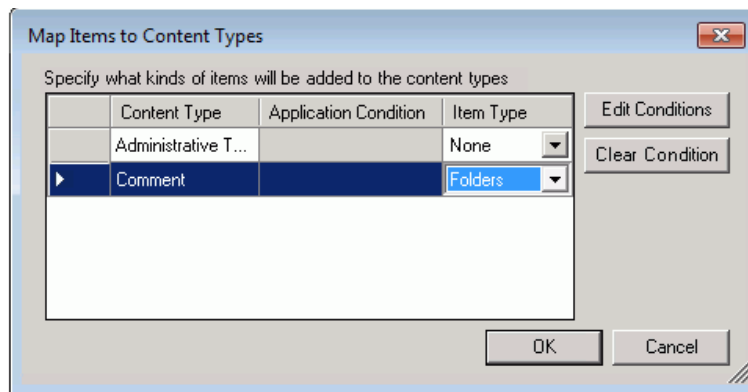 Map Items to Content Types
Specify what kinds of items will be added to the content types
Content Type Application Condition Item Type
Administrative T... None
Comment Folders
Edit Conditions
Clear Condition
OK Cancel